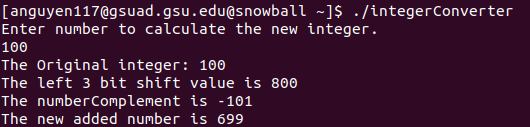 [anguyen117@gsuad.gsu.edu@snowball ~]$ ./integerConverter
Enter number to calculate the new integer.
100
The Original integer: 100
The left 3 bit shift value is 800
The numberComplement is -101
The new added number is 699